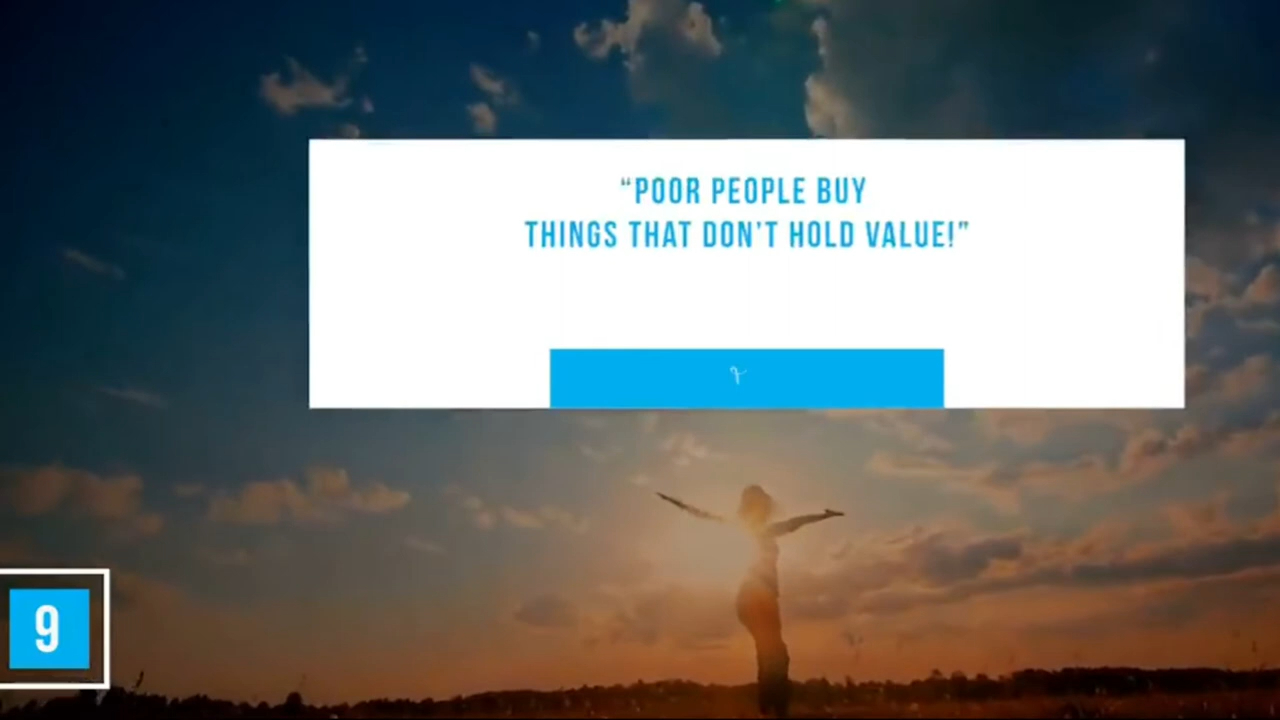 “POOR PEOPLE BUY
THINGS THAT DON’T HOLD VALUE!”
9